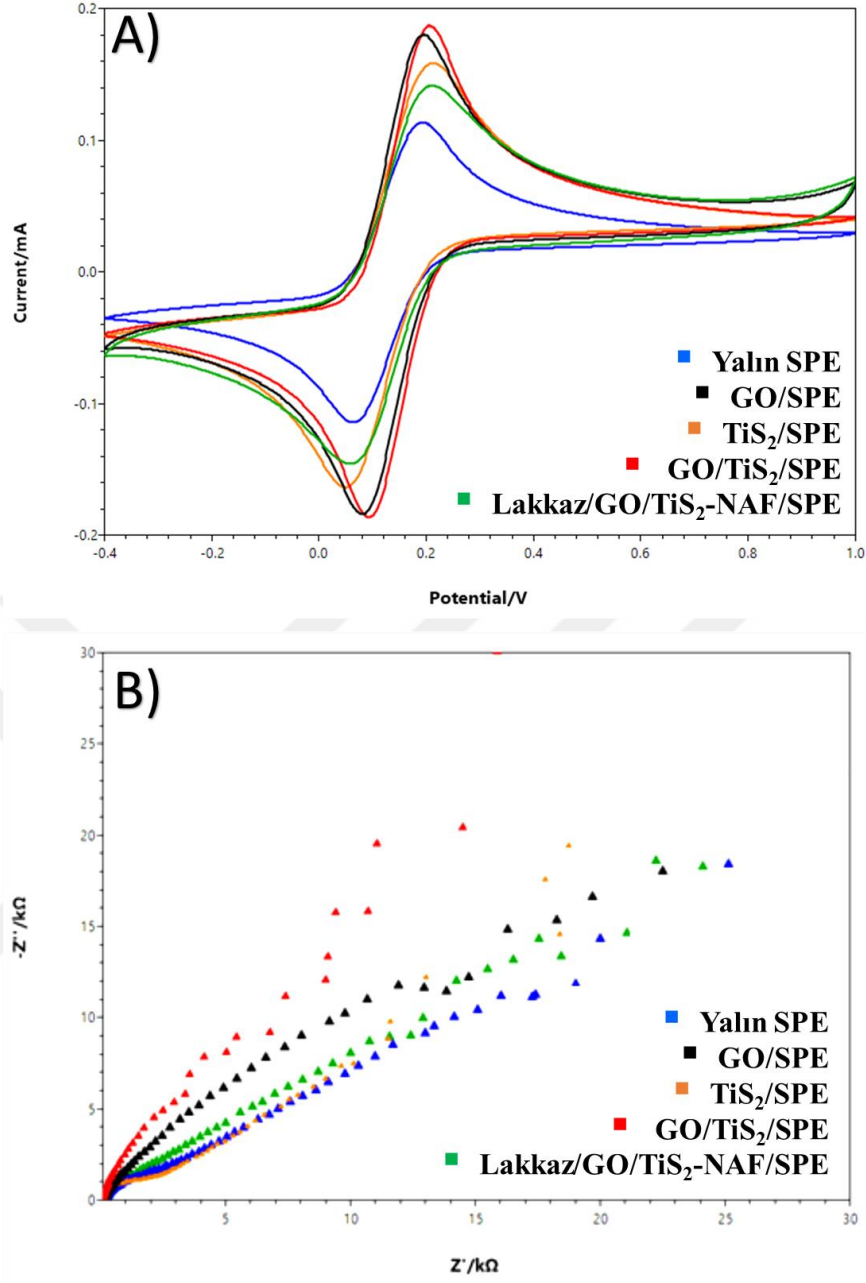 A)
0.2
0.1
0.0
-0.1
-0.2
Current/mA
-0.4
-0.2
0.0
0.2
0.4
0.6
0.8
1.0
Potential/V
Yalın SPE
GO/SPE
TiS₂/SPE
GO/TiS₂/SPE
Lakkaz/GO/TiS₂-NAF/SPE
B)
30
25
20
15
10
5
0
-Z''/kΩ
5
10
15
20
25
30
Z'/kΩ
Yalın SPE
GO/SPE
TiS₂/SPE
GO/TiS₂/SPE
Lakkaz/GO/TiS₂-NAF/SPE